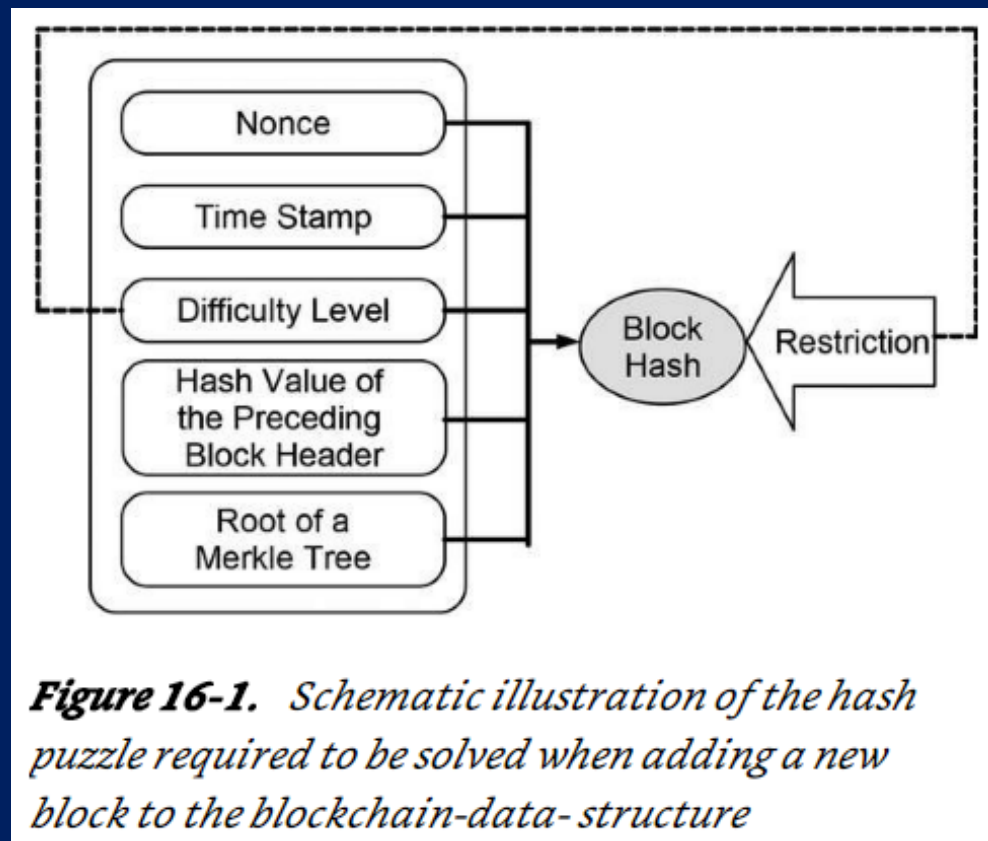 Nonce
Time Stamp
Difficulty Level
Hash Value of
the Preceding
Block Header
Root of a
Merkle Tree
Block
Hash
Restriction
Figure 16-1. Schematic illustration of the hash
puzzle required to be solved when adding a new
block to the blockchain-data- structure